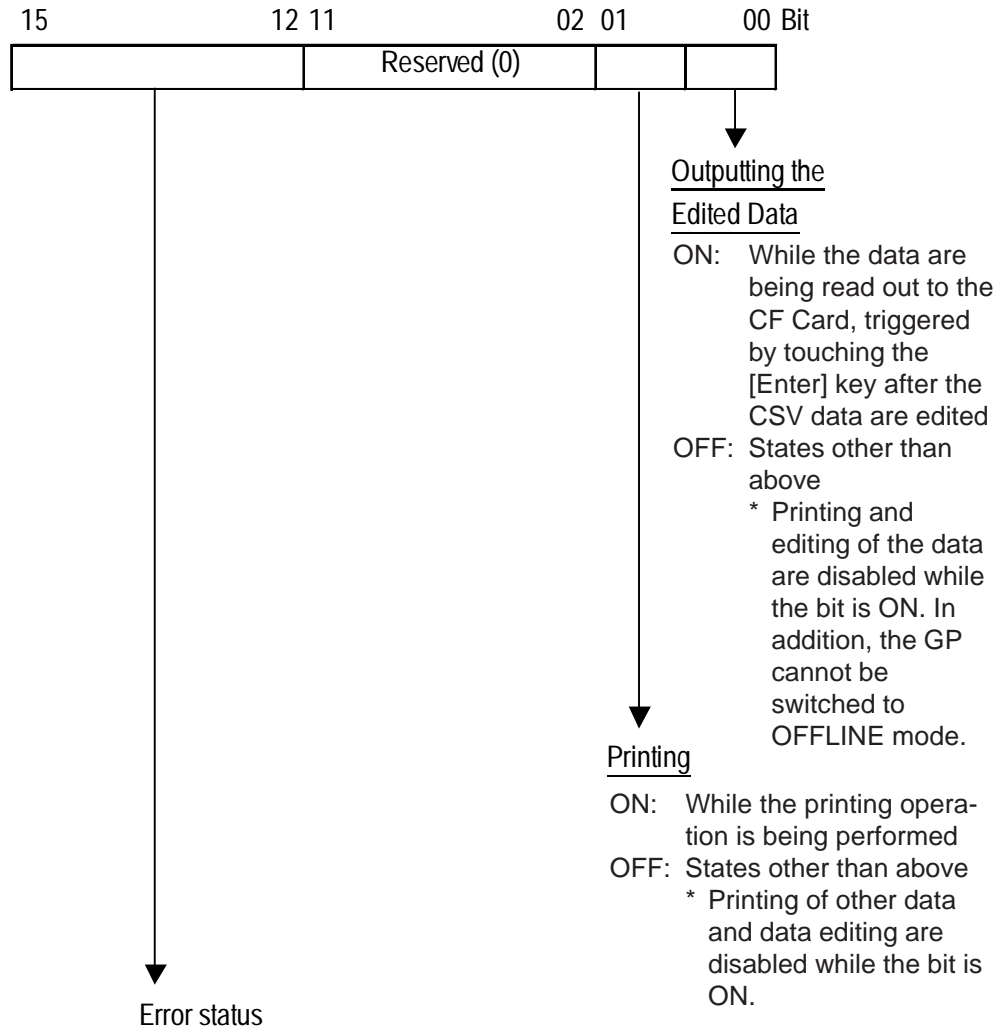 15 12 11 02 01 00 Bit
Reserved (0)
Outputting the
Edited Data
ON: While the data are
being read out to the
CF Card, triggered
by touching the
[Enter] key after the
CSV data are edited
OFF: States other than
above
* Printing and
editing of the data
are disabled while
the bit is ON. In
addition, the GP
cannot be
switched to
OFFLINE mode.
Printing
ON: While the printing opera-
tion is being performed
OFF: States other than above
* Printing of other data
and data editing are
disabled while the bit is
ON.
Error status